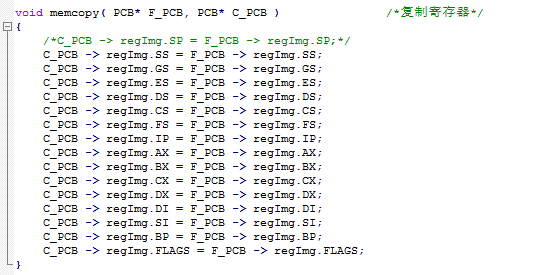 void memcopy( PCB* F_PCB, PCB* C_PCB ) /*复制寄存器*/
{
/*C_PCB -> regImg.SP = F_PCB -> regImg.SP;*/
C_PCB -> regImg.SS = F_PCB -> regImg.SS;
C_PCB -> regImg.GS = F_PCB -> regImg.GS;
C_PCB -> regImg.ES = F_PCB -> regImg.ES;
C_PCB -> regImg.DS = F_PCB -> regImg.DS;
C_PCB -> regImg.CS = F_PCB -> regImg.CS;
C_PCB -> regImg.FS = F_PCB -> regImg.FS;
C_PCB -> regImg.IP = F_PCB -> regImg.IP;
C_PCB -> regImg.AX = F_PCB -> regImg.AX;
C_PCB -> regImg.BX = F_PCB -> regImg.BX;
C_PCB -> regImg.CX = F_PCB -> regImg.CX;
C_PCB -> regImg.DX = F_PCB -> regImg.DX;
C_PCB -> regImg.DI = F_PCB -> regImg.DI;
C_PCB -> regImg.SI = F_PCB -> regImg.SI;
C_PCB -> regImg.BP = F_PCB -> regImg.BP;
C_PCB -> regImg.FLAGS = F_PCB -> regImg.FLAGS;
}